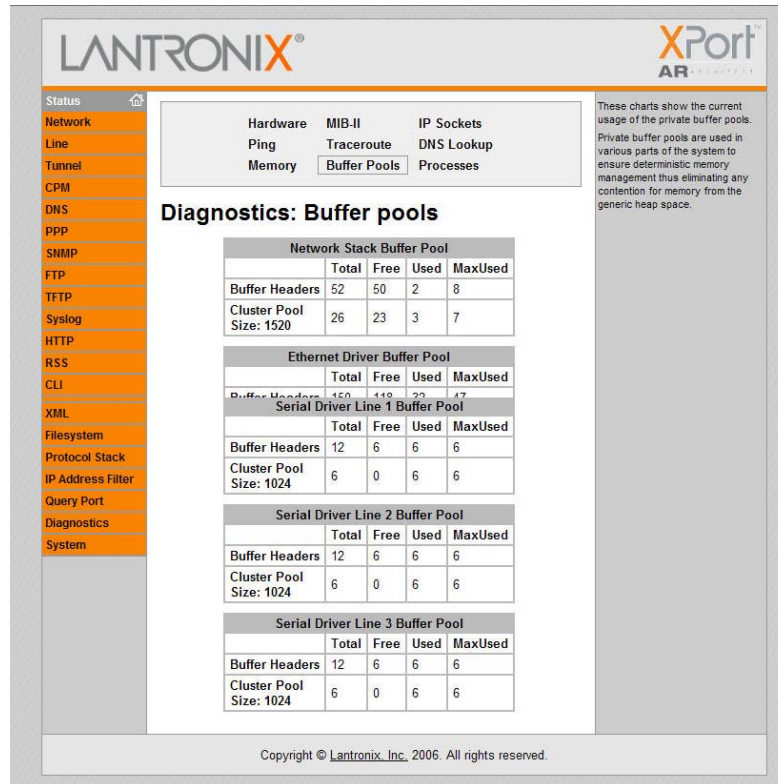 LANTRONIX®
XPort™
AR
Status
Network
Line
Tunnel
CPM
DNS
PPP
SNMP
FTP
TFTP
Syslog
HTTP
RSS
CLI
XML
Filesystem
Protocol Stack
IP Address Filter
Query Port
Diagnostics
System
Hardware MIB-II IP Sockets
Ping Traceroute DNS Lookup
Memory Buffer Pools Processes
Diagnostics: Buffer pools
Network Stack Buffer Pool
Total Free Used MaxUsed
Buffer Headers 52 50 2 8
Cluster Pool
Size: 1520 26 23 3 7
Ethernet Driver Buffer Pool
Total Free Used MaxUsed
Buffer Headers
Serial Driver Line 1 Buffer Pool
Total Free Used MaxUsed
Buffer Headers 12 6 6 6
Cluster Pool
Size: 1024 6 0 6 6
Serial Driver Line 2 Buffer Pool
Total Free Used MaxUsed
Buffer Headers 12 6 6 6
Cluster Pool
Size: 1024 6 0 6 6
Serial Driver Line 3 Buffer Pool
Total Free Used MaxUsed
Buffer Headers 12 6 6 6
Cluster Pool
Size: 1024 6 0 6 6
These charts show the current
usage of the private buffer pools.
Private buffer pools are used in
various parts of the system to
ensure deterministic memory
management thus eliminating any
contention for memory from the
generic heap space.
Copyright © Lantronix, Inc. 2006. All rights reserved.